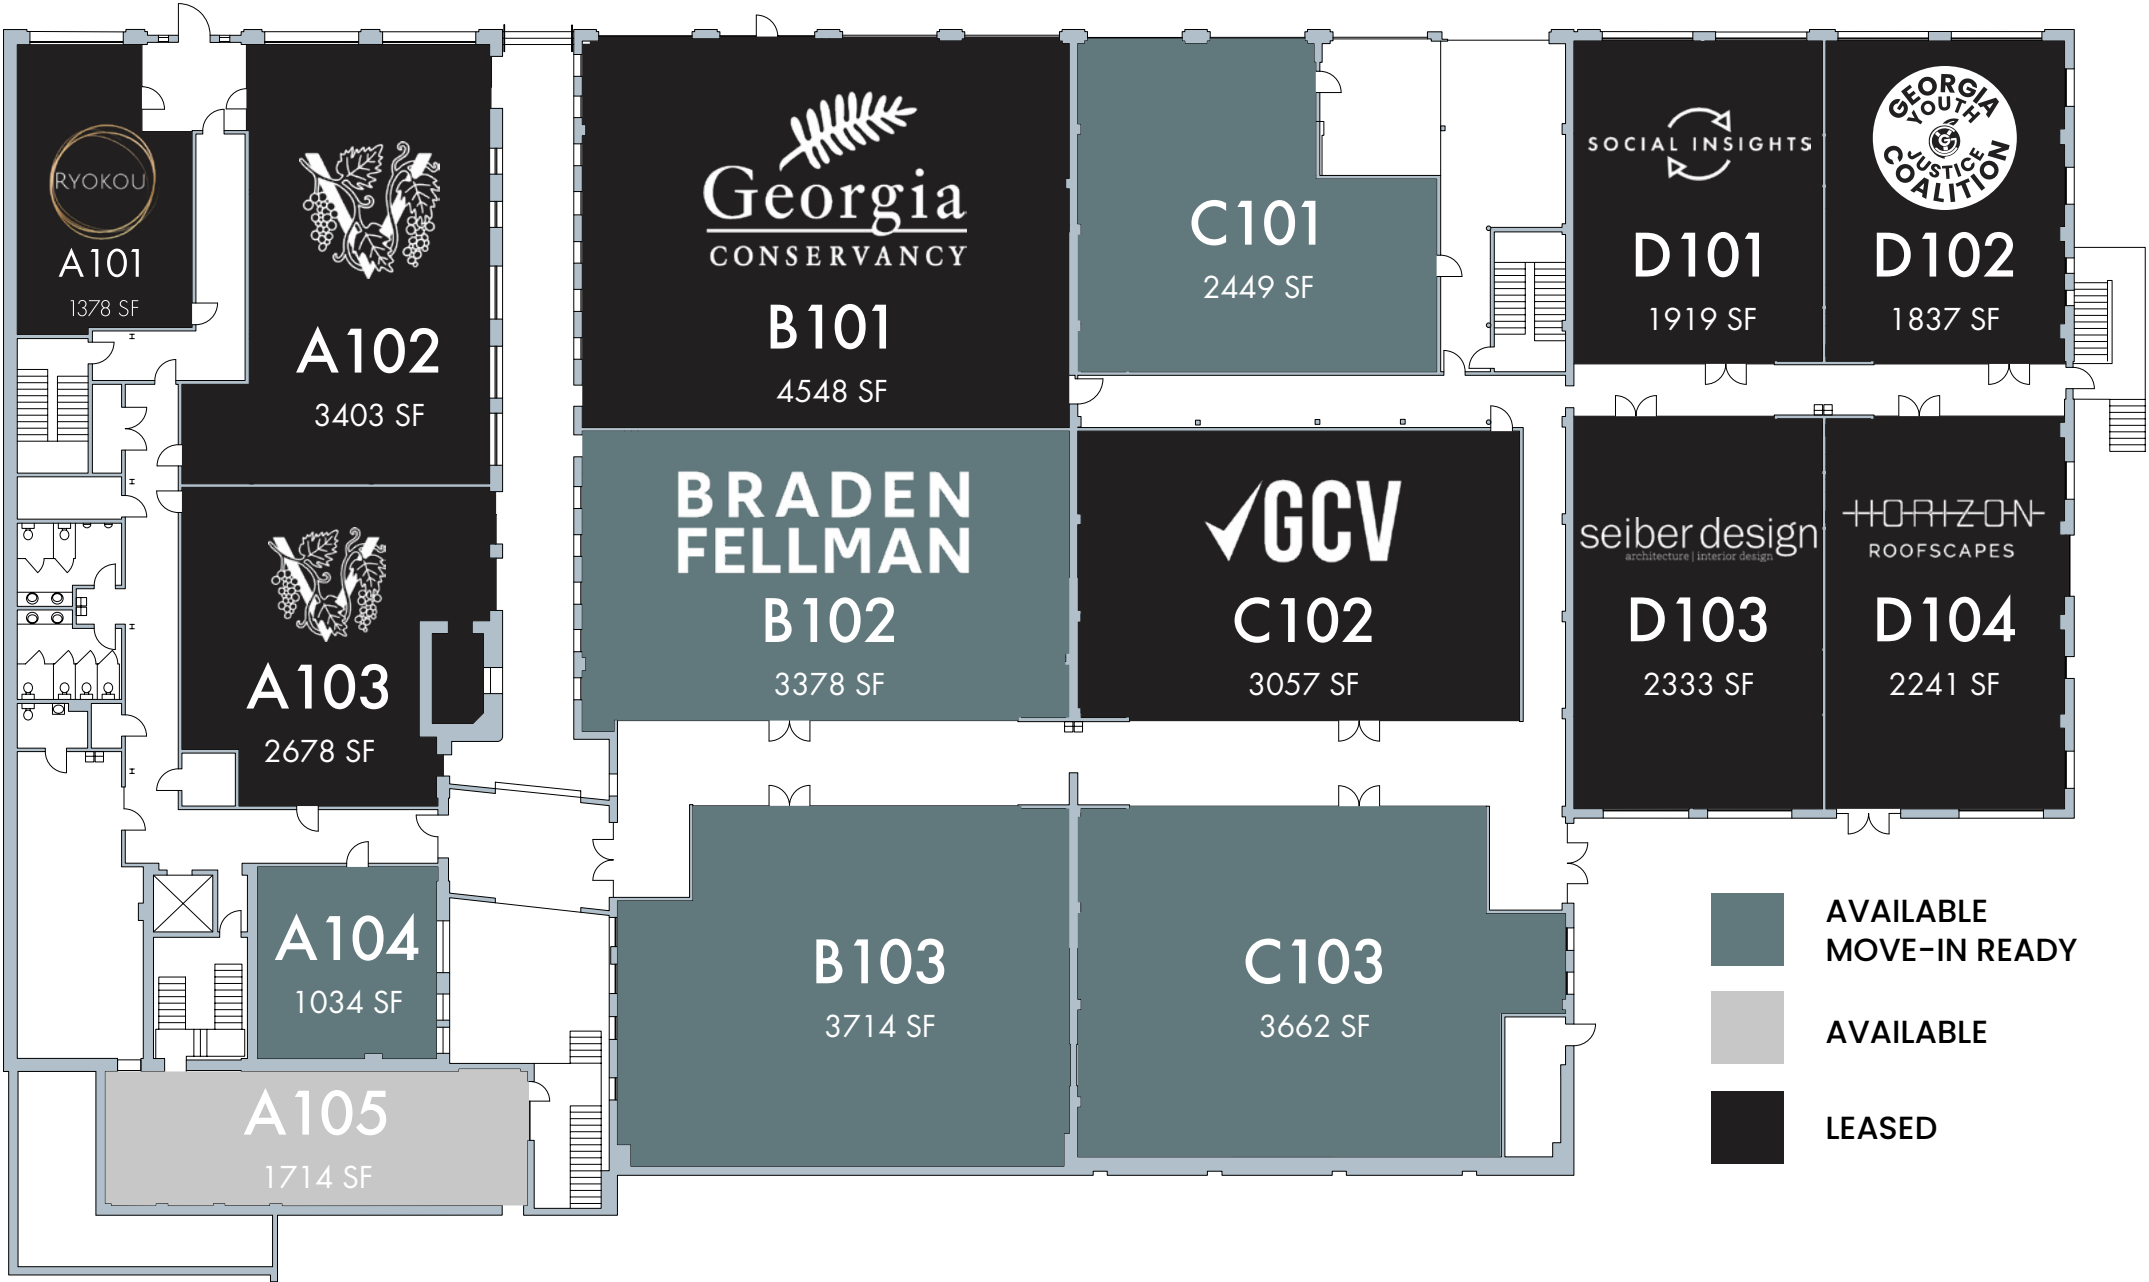 RYOKOU
A101
1378 SF
A102
3403 SF
A103
2678 SF
A104
1034 SF
A105
1714 SF
Georgia
CONSERVANCY
B101
4548 SF
BRADEN
FELLMAN
B102
3378 SF
B103
3714 SF
C101
2449 SF
GCV
C102
3057 SF
C103
3662 SF
SOCIAL INSIGHTS
D101
1919 SF
GEORGIA
YOUTH
JUSTICE
COALITION
D102
1837 SF
seiber design
architecture | interior design
D103
2333 SF
HORIZON
ROOFSCAPES
D104
2241 SF
AVAILABLE
MOVE-IN READY
AVAILABLE
LEASED